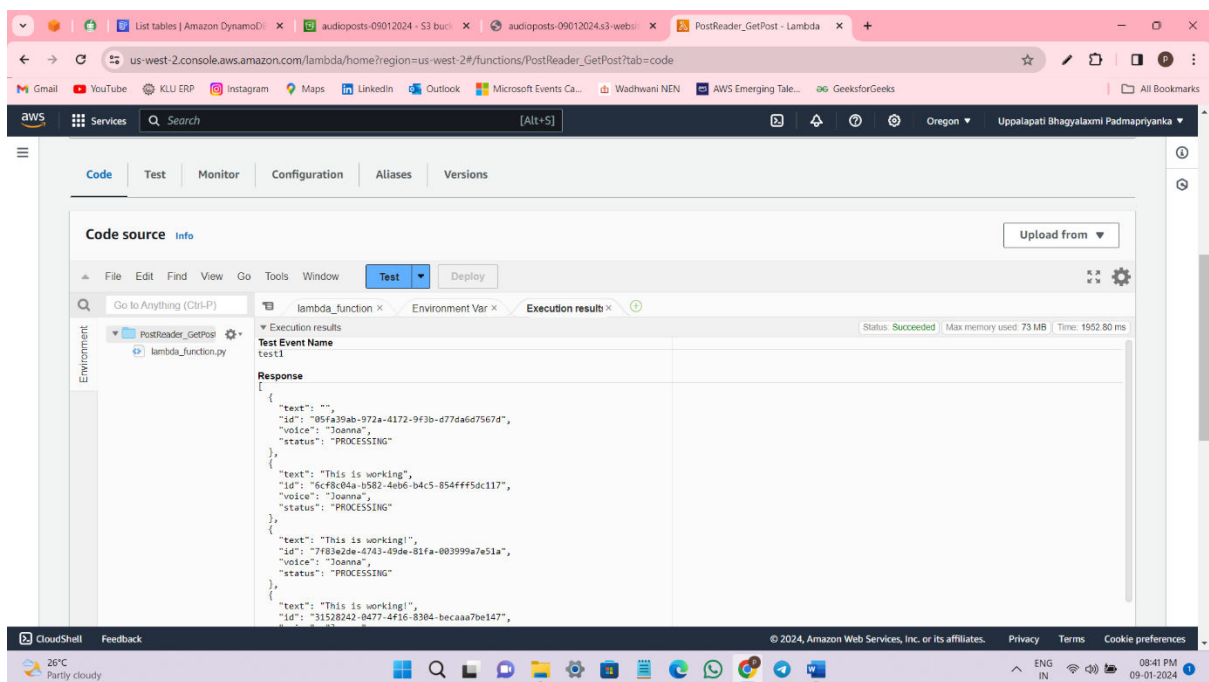 List tables | Amazon DynamoDB
audioposts-09012024 - S3 buck
audioposts-09012024.s3-websi
PostReader_GetPost - Lambda
us-west-2.console.aws.amazon.com/lambda/home?region=us-west-2#/functions/PostReader_GetPost?tab=code
Gmail YouTube KLU ERP Instagram Maps LinkedIn Outlook Microsoft Events Ca... Wadhwani NEN AWS Emerging Tale... GeeksforGeeks All Bookmarks
aws Services Search [Alt+S] Oregon Uppalapati Bhagyalaxmi Padmapriyanka
Code Test Monitor Configuration Aliases Versions
Code source Info Upload from
File Edit Find View Go Tools Window Test Deploy
Go to Anything (Ctrl-P) lambda_function Environment Var Execution results
Environment
PostReader_GetPost
lambda_function.py
Execution results Status: Succeeded Max memory used: 73 MB Time: 1952.80 ms
Test Event Name
test1
Response
[
{
"text": "",
"id": "05fa39ab-972a-4172-9f3b-d77da6d7567d",
"voice": "Joanna",
"status": "PROCESSING"
},
{
"text": "This is working",
"id": "6cf8c04a-b582-4eb6-b4c5-854fff5dc117",
"voice": "Joanna",
"status": "PROCESSING"
},
{
"text": "This is working!",
"id": "7f83e2de-4743-49de-81fa-003999a7e51a",
"voice": "Joanna",
"status": "PROCESSING"
},
{
"text": "This is working!",
"id": "31528242-0477-4f16-8304-becaaa7be147",
CloudShell Feedback © 2024, Amazon Web Services, Inc. or its affiliates. Privacy Terms Cookie preferences
26°C
Partly cloudy
ENG
IN
08:41 PM
09-01-2024